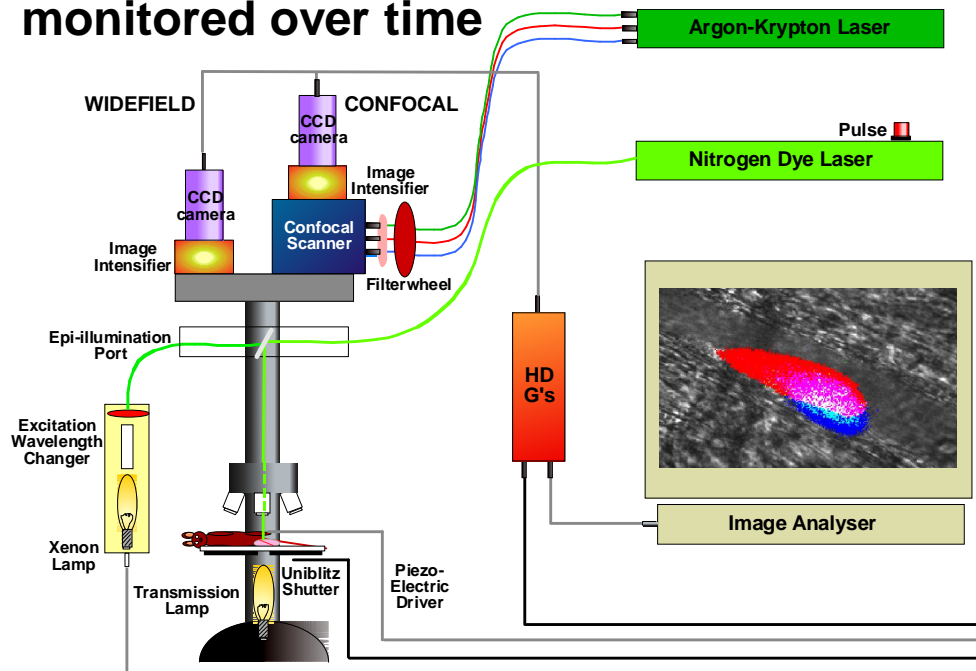 monitored over time
Argon-Krypton Laser
WIDEFIELD
CONFOCAL
CCD
camera
Pulse
Nitrogen Dye Laser
Image
Intensifier
CCD
camera
Confocal
Scanner
Image
Intensifier
Filterwheel
Epi-illumination
Port
HD
G's
Excitation
Wavelength
Changer
Image Analyser
Xenon
Lamp
Transmission
Lamp
Uniblitz
Shutter
Piezo-
Electric
Driver